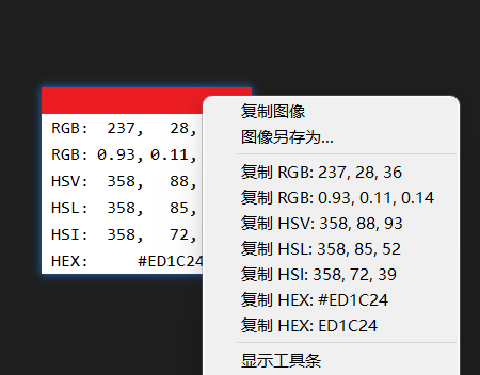 RGB: 237, 28,
RGB: 0.93, 0.11,
HSV: 358, 88,
HSL: 358, 85,
HSI: 358, 72,
HEX: #ED1C24
复制图像
图像另存为...
复制 RGB: 237, 28, 36
复制 RGB: 0.93, 0.11, 0.14
复制 HSV: 358, 88, 93
复制 HSL: 358, 85, 52
复制 HSI: 358, 72, 39
复制 HEX: #ED1C24
复制 HEX: ED1C24
显示工具条